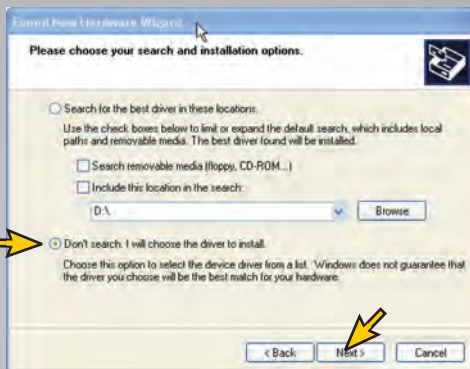 Found New Hardware Wizard
Please choose your search and installation options.
Search for the best driver in these locations.
Use the check boxes below to limit or expand the default search, which includes local
paths and removable media. The best driver found will be installed.
Search removable media (floppy, CD-ROM...)
Include this location in the search:
D:\
Browse
Don't search. I will choose the driver to install.
Choose this option to select the device driver from a list. Windows does not guarantee that
the driver you choose will be the best match for your hardware.
< Back
Next >
Cancel